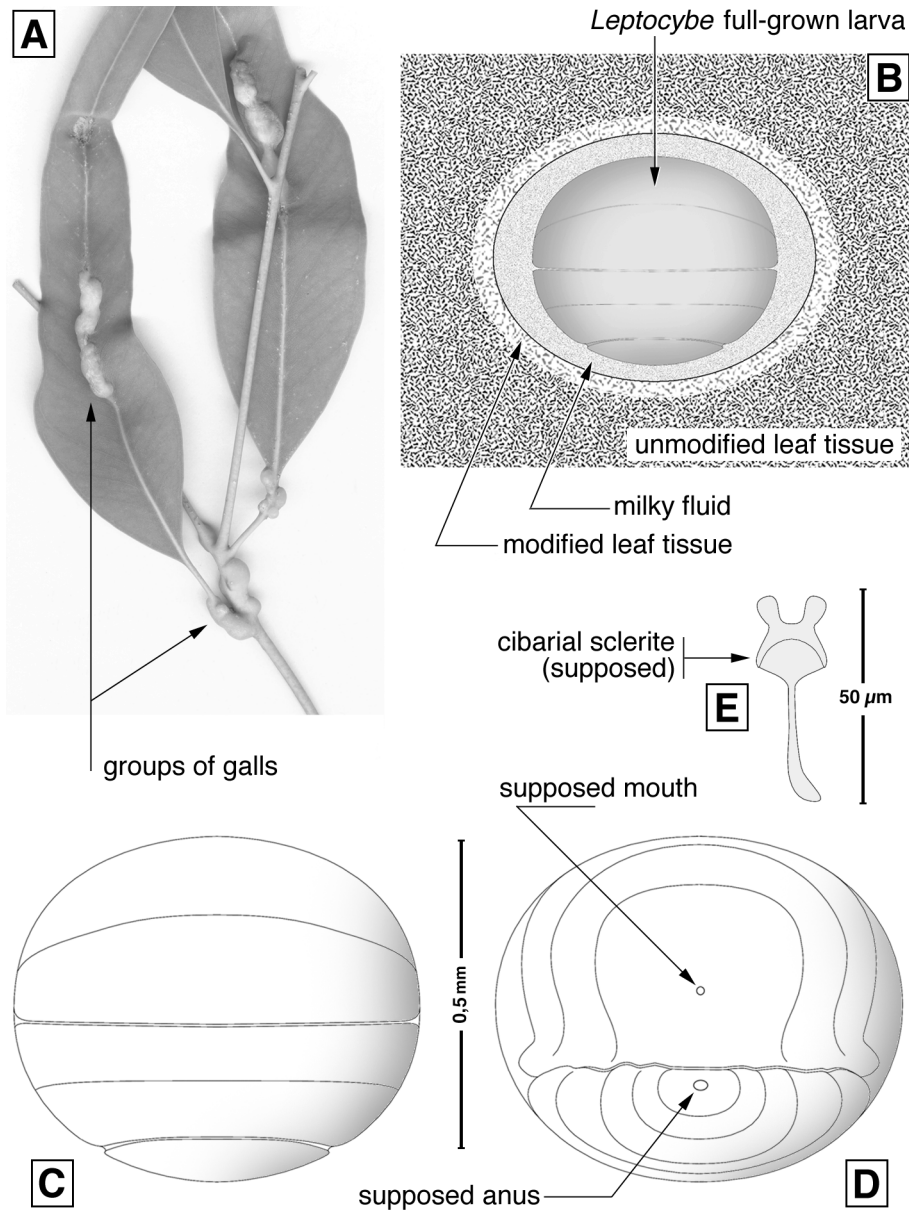 A
Leptocybe full-grown larva
B
unmodified leaf tissue
milky fluid
modified leaf tissue
cibarial sclerite
(supposed)
E
50 µm
groups of galls
supposed mouth
0,5 mm
C
D
supposed anus